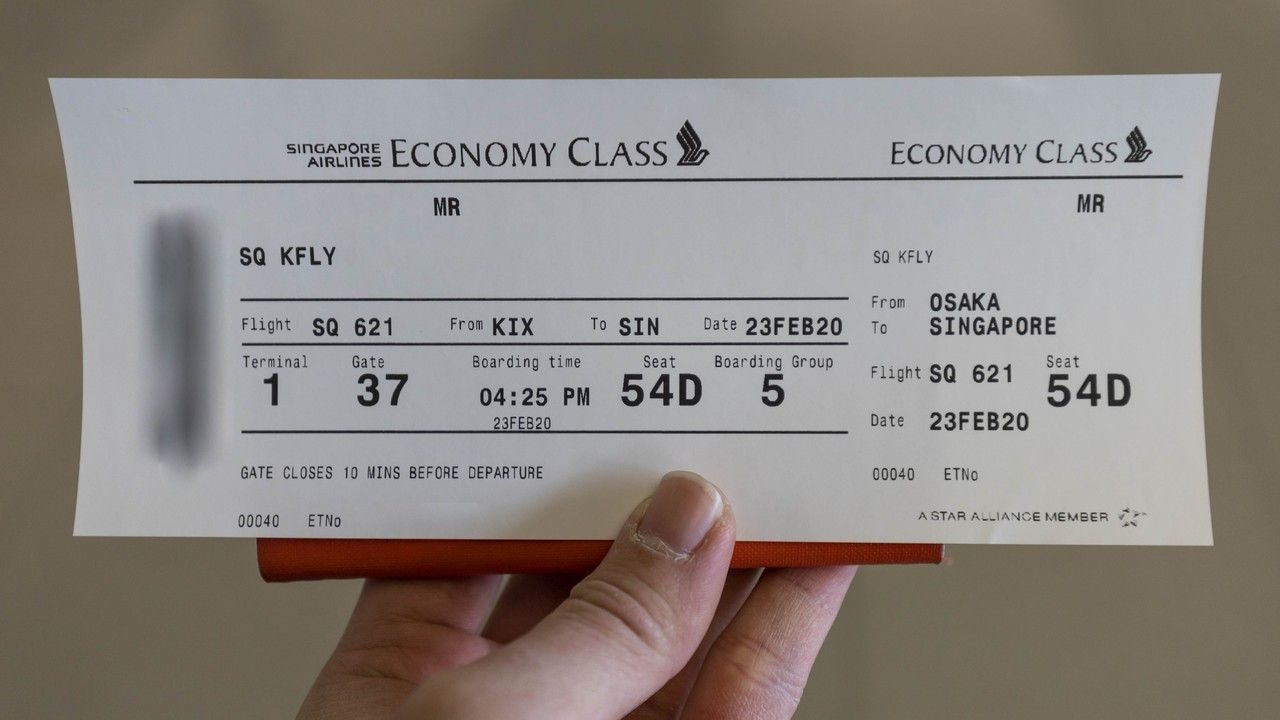 SINGAPORE AIRLINES ECONOMY CLASS
MR
SQ KFLY
Flight SQ 621 From KIX To SIN Date 23FEB20
Terminal Gate Boarding time Seat Boarding Group
1 37 04:25 PM 54D 5
23FEB20
GATE CLOSES 10 MINS BEFORE DEPARTURE
00040 ETNo
ECONOMY CLASS
MR
SQ KFLY
From OSAKA
To SINGAPORE
Flight SQ 621 Seat 54D
Date 23FEB20
00040 ETNo
A STAR ALLIANCE MEMBER